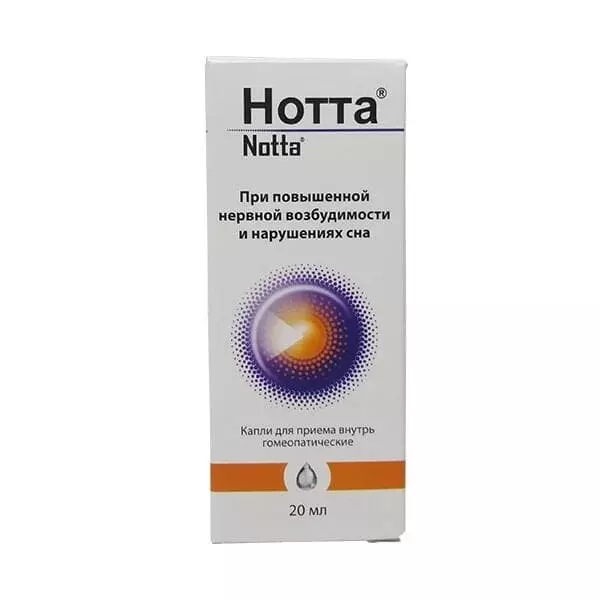 Нотта®
Notta®
При повышенной
нервной возбудимости
и нарушениях сна
Капли для приема внутрь
гомеопатические
20 мл